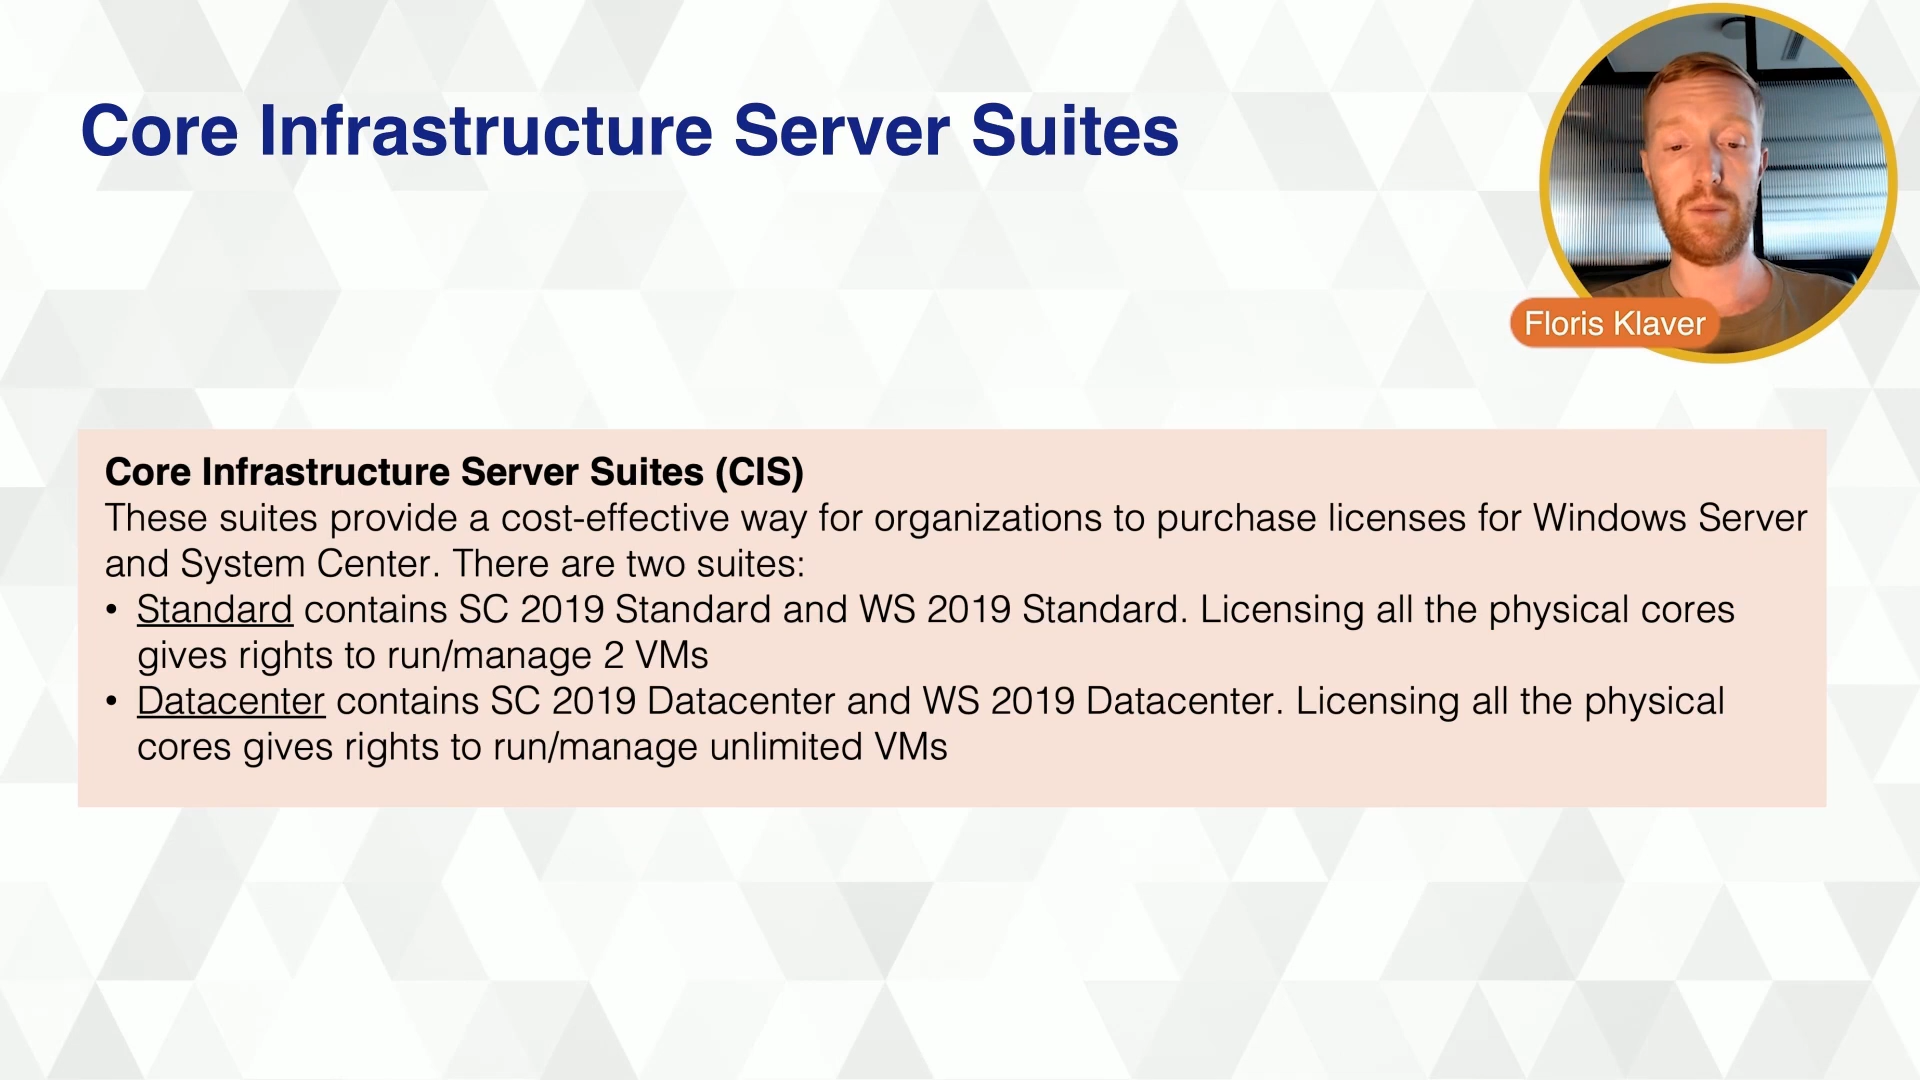 Core Infrastructure Server Suites
Floris Klaver
Core Infrastructure Server Suites (CIS)
These suites provide a cost-effective way for organizations to purchase licenses for Windows Server
and System Center. There are two suites:
• Standard contains SC 2019 Standard and WS 2019 Standard. Licensing all the physical cores
gives rights to run/manage 2 VMs
• Datacenter contains SC 2019 Datacenter and WS 2019 Datacenter. Licensing all the physical
cores gives rights to run/manage unlimited VMs